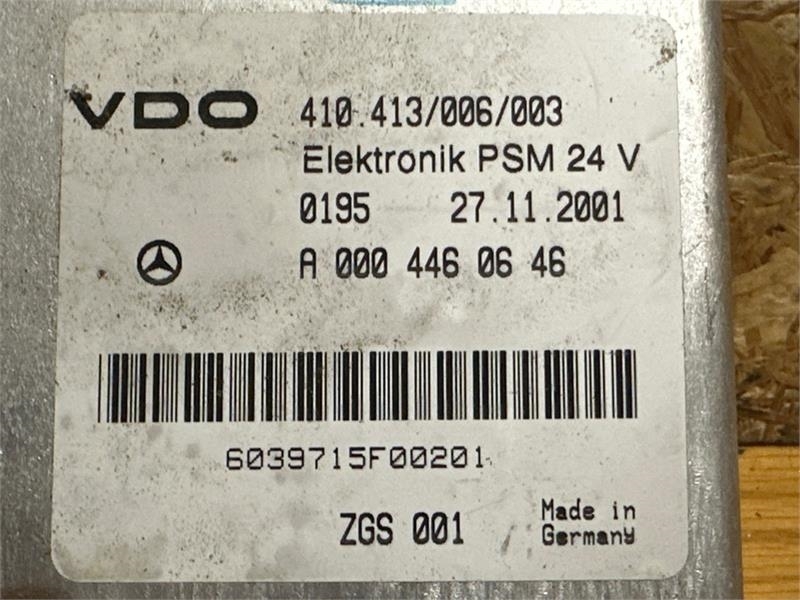 VDO 410.413/006/003
Elektronik PSM 24 V
0195 27.11.2001
A 000 446 06 46
6039715F00201
ZGS 001 Made in
Germany